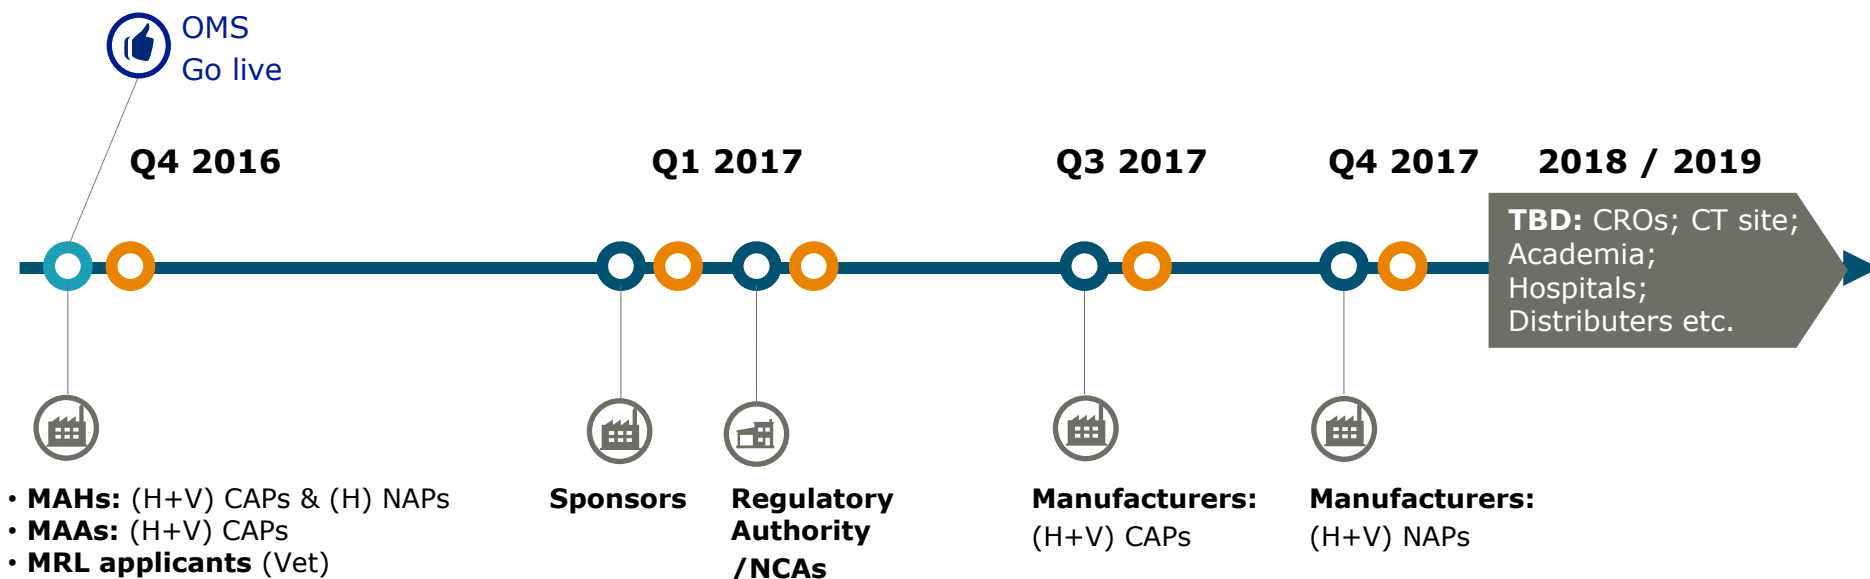 OMS
Go live
Q4 2016
Q1 2017
Q3 2017
Q4 2017
2018 / 2019
TBD: CROs; CT site;
Academia;
Hospitals;
Distributers etc.
• MAHs: (H+V) CAPs & (H) NAPs
• MAAs: (H+V) CAPs
• MRL applicants (Vet)
Sponsors
Regulatory
Authority
/NCAs
Manufacturers:
(H+V) CAPs
Manufacturers:
(H+V) NAPs